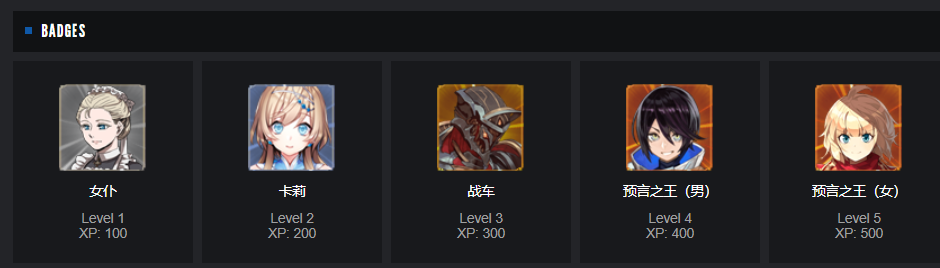 BADGES
女仆
Level 1
XP: 100
卡莉
Level 2
XP: 200
战车
Level 3
XP: 300
预言之王（男）
Level 4
XP: 400
预言之王（女）
Level 5
XP: 500